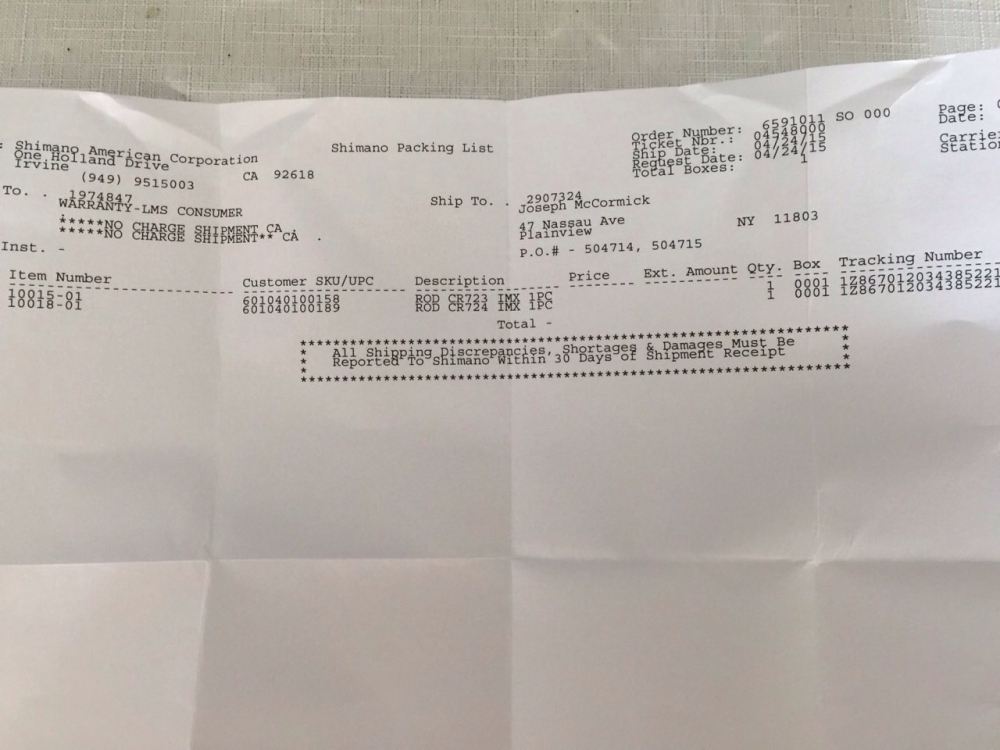 : Shimano American Corporation
One Holland Drive
Irvine CA 92618
(949) 9515003
Shimano Packing List
Order Number: 6591011 SO 000
Ticket Nbr.: 04548000
Ship Date: 04/24/15
Request Date: 04/24/15
Total Boxes: 1
Page:
Date:
Carrie
Statio
To. . 1974847
WARRANTY-LMS CONSUMER
.
*****NO CHARGE SHIPMENT CA .
*****NO CHARGE SHIPMENT** CA .
Ship To. . 2907324
Joseph McCormick
47 Nassau Ave
Plainview NY 11803
P.O.# - 504714, 504715
Inst. -
Item Number Customer SKU/UPC Description Price Ext. Amount Qty. Box Tracking Number
10015-01 601040100158 ROD CR723 IMX 1PC 1 0001 1Z867012034385221
10018-01 601040100189 ROD CR724 IMX 1PC 1 0001 1Z867012034385221
Total -
All Shipping Discrepancies, Shortages & Damages Must Be
Reported To Shimano Within 30 Days of Shipment Receipt